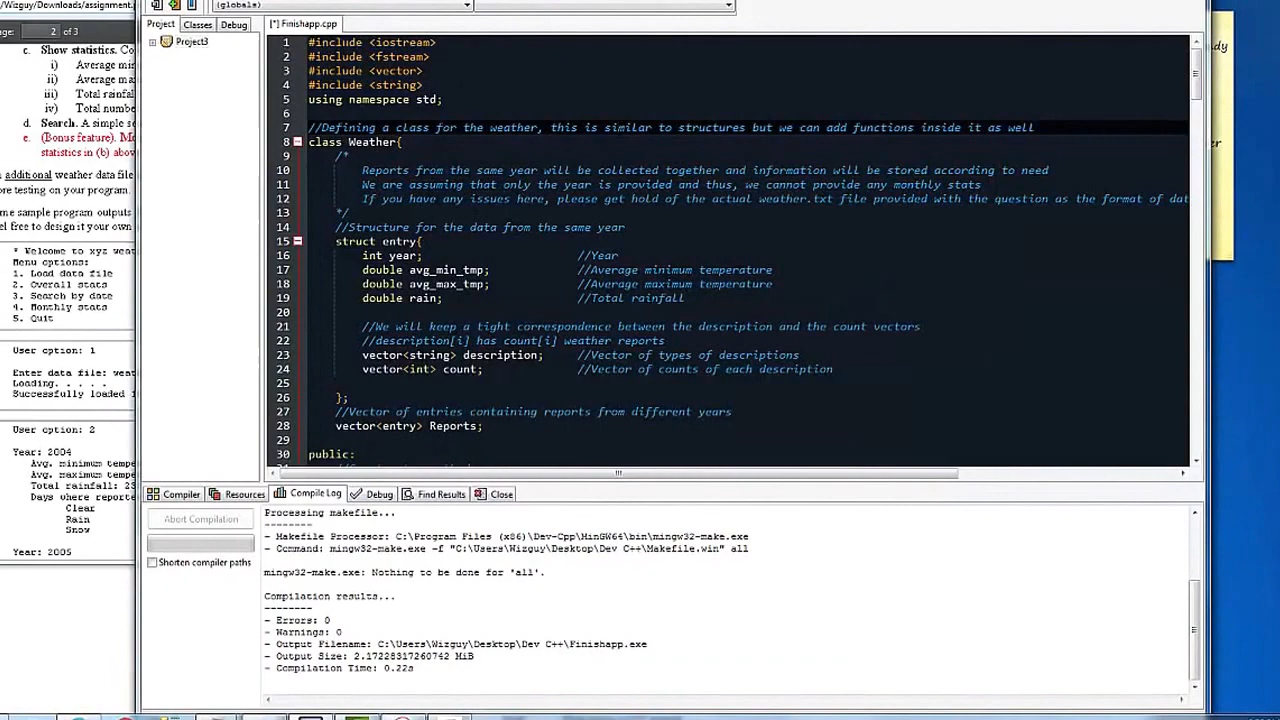 Wizguy/Downloads/assignment.
age: 2 of 3
c. Show statistics. Co
i) Average mir
ii) Average ma
iii) Total rainfal
iv) Total numbe
d. Search. A simple se
e. (Bonus feature). Mo
statistics in (b) abov
additional weather data file
ore testing on your program.
me sample program outputs
el free to design it your own
* Welcome to xyz weat
Menu options:
1. Load data file
2. Overall stats
3. Search by date
4. Monthly stats
5. Quit
User option: 1
Enter data file: weat
Loading. . . . .
Successfully loaded 1
User option: 2
Year: 2004
Avg. minimum tempe
Avg. maximum tempe
Total rainfall: 23
Days where reporte
Clear
Rain
Snow
Year: 2005
(globals)
Project Classes Debug
Project3
[*] Finishapp.cpp
1 #include <iostream>
2 #include <fstream>
3 #include <vector>
4 #include <string>
5 using namespace std;
6
7 //Defining a class for the weather, this is similar to structures but we can add functions inside it as well
8 class Weather{
9 /*
10 Reports from the same year will be collected together and information will be stored according to need
11 We are assuming that only the year is provided and thus, we cannot provide any monthly stats
12 If you have any issues here, please get hold of the actual weather.txt file provided with the question as the format of dat
13 */
14 //Structure for the data from the same year
15 struct entry{
16 int year; //Year
17 double avg_min_tmp; //Average minimum temperature
18 double avg_max_tmp; //Average maximum temperature
19 double rain; //Total rainfall
20
21 //We will keep a tight correspondence between the description and the count vectors
22 //description[i] has count[i] weather reports
23 vector<string> description; //Vector of types of descriptions
24 vector<int> count; //Vector of counts of each description
25
26 };
27 //Vector of entries containing reports from different years
28 vector<entry> Reports;
29
30 public:
Compiler Resources Compile Log Debug Find Results Close
Abort Compilation
Shorten compiler paths
Processing makefile...
--------
- Makefile Processor: C:\Program Files (x86)\Dev-Cpp\MinGW64\bin\mingw32-make.exe
- Command: mingw32-make.exe -f "C:\Users\Wizguy\Desktop\Dev C++\Makefile.win" all
mingw32-make.exe: Nothing to be done for 'all'.
Compilation results...
--------
- Errors: 0
- Warnings: 0
- Output Filename: C:\Users\Wizguy\Desktop\Dev C++\Finishapp.exe
- Output Size: 2.17228317260742 MiB
- Compilation Time: 0.22s
dy
er